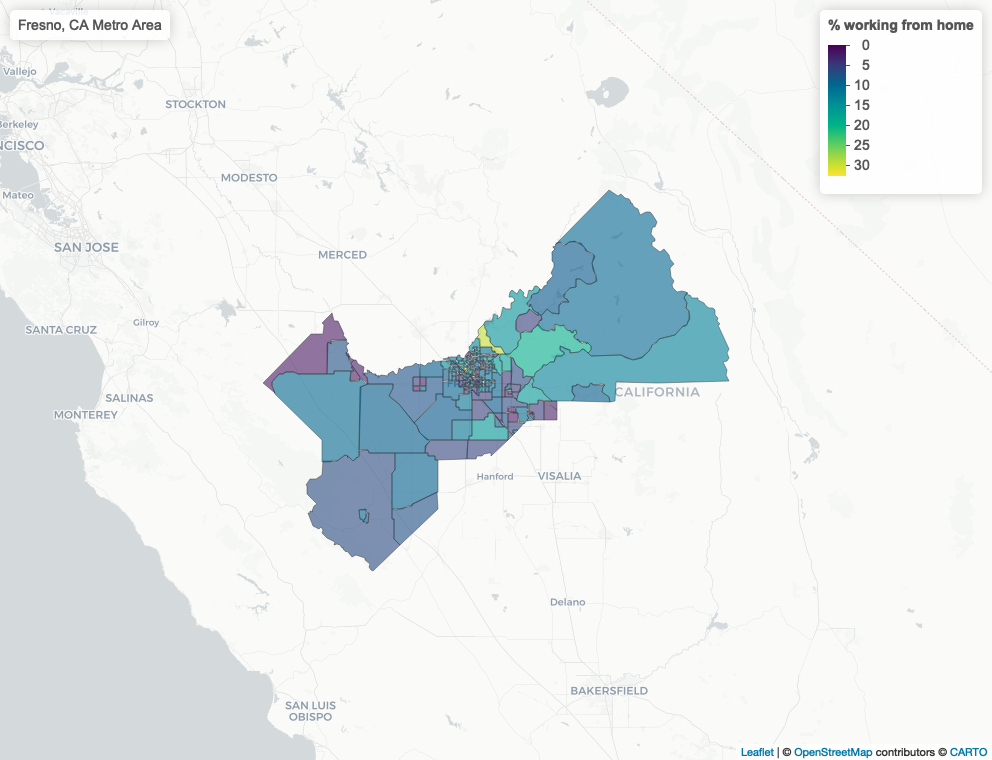 Fresno, CA Metro Area
% working from home
0
5
10
15
20
25
30
Vacaville
Vallejo
STOCKTON
Berkeley
NCISCO
MODESTO
Mateo
SAN JOSE
MERCED
Gilroy
SANTA CRUZ
SALINAS
MONTEREY
CALIFORNIA
Hanford
VISALIA
Delano
BAKERSFIELD
SAN LUIS
OBISPO
Leaflet | © OpenStreetMap contributors © CARTO